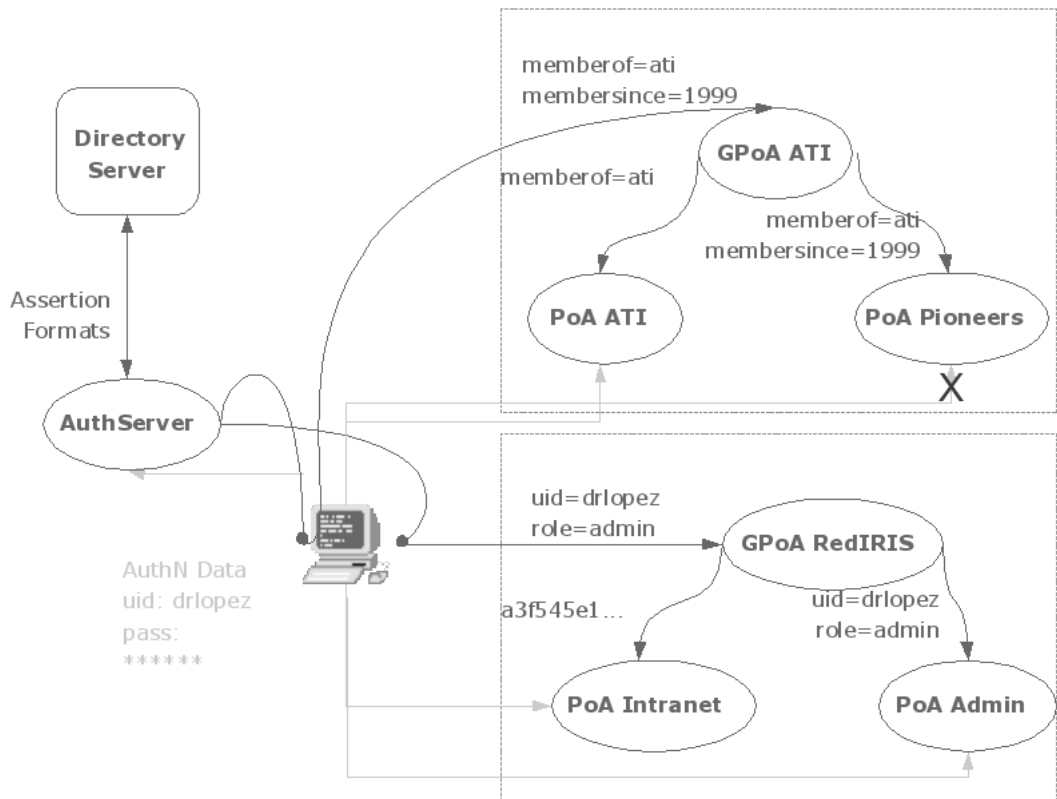 memberof=ati
membersince=1999
Directory
Server
GPoA ATI
memberof=ati
memberof=ati
membersince=1999
Assertion
Formats
PoA ATI
PoA Pioneers
X
AuthServer
uid=drlopez
role=admin
GPoA RedIRIS
AuthN Data
uid: drlopez
pass:
******
a3f545e1...
uid=drlopez
role=admin
PoA Intranet
PoA Admin